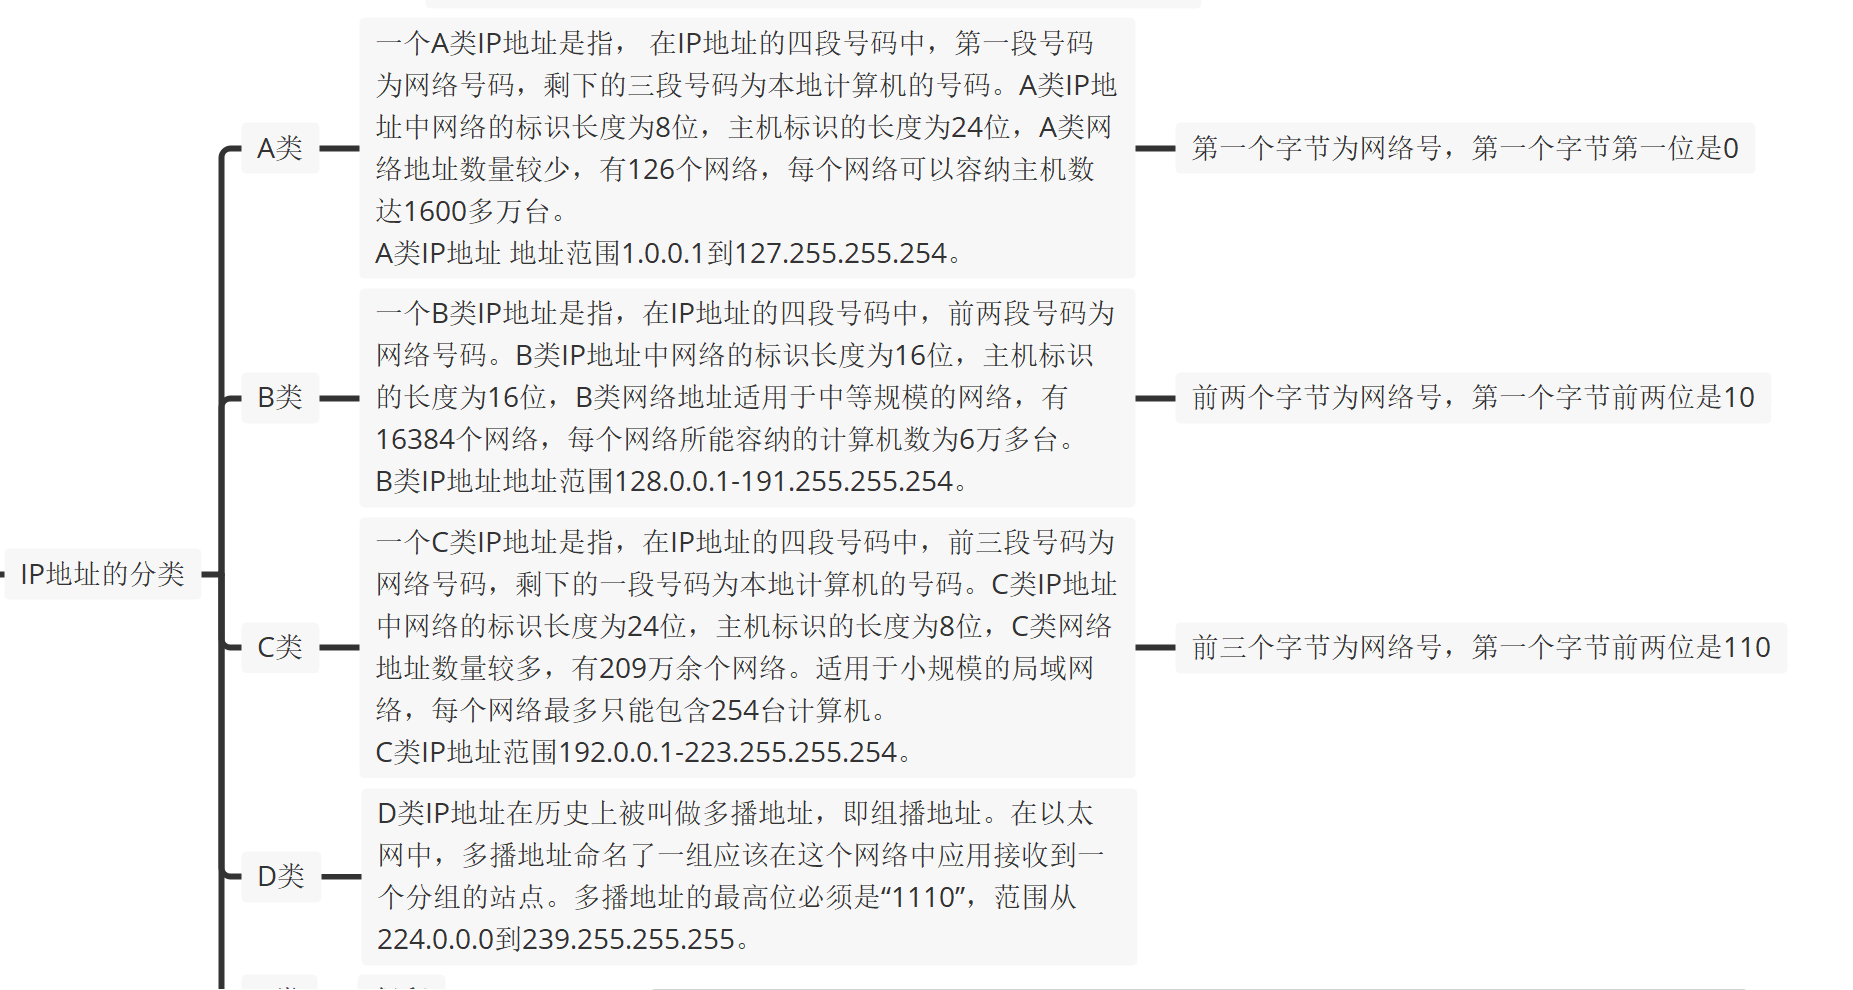 IP地址的分类
A类
一个A类IP地址是指， 在IP地址的四段号码中，第一段号码
为网络号码，剩下的三段号码为本地计算机的号码。A类IP地
址中网络的标识长度为8位，主机标识的长度为24位，A类网
络地址数量较少，有126个网络，每个网络可以容纳主机数
达1600多万台。
A类IP地址 地址范围1.0.0.1到127.255.255.254。
第一个字节为网络号，第一个字节第一位是0
B类
一个B类IP地址是指，在IP地址的四段号码中，前两段号码为
网络号码。B类IP地址中网络的标识长度为16位，主机标识
的长度为16位，B类网络地址适用于中等规模的网络，有
16384个网络，每个网络所能容纳的计算机数为6万多台。
B类IP地址地址范围128.0.0.1-191.255.255.254。
前两个字节为网络号，第一个字节前两位是10
C类
一个C类IP地址是指，在IP地址的四段号码中，前三段号码为
网络号码，剩下的一段号码为本地计算机的号码。C类IP地址
中网络的标识长度为24位，主机标识的长度为8位，C类网络
地址数量较多，有209万余个网络。适用于小规模的局域网
络，每个网络最多只能包含254台计算机。
C类IP地址范围192.0.0.1-223.255.255.254。
前三个字节为网络号，第一个字节前两位是110
D类
D类IP地址在历史上被叫做多播地址，即组播地址。在以太
网中，多播地址命名了一组应该在这个网络中应用接收到一
个分组的站点。多播地址的最高位必须是“1110”，范围从
224.0.0.0到239.255.255.255。